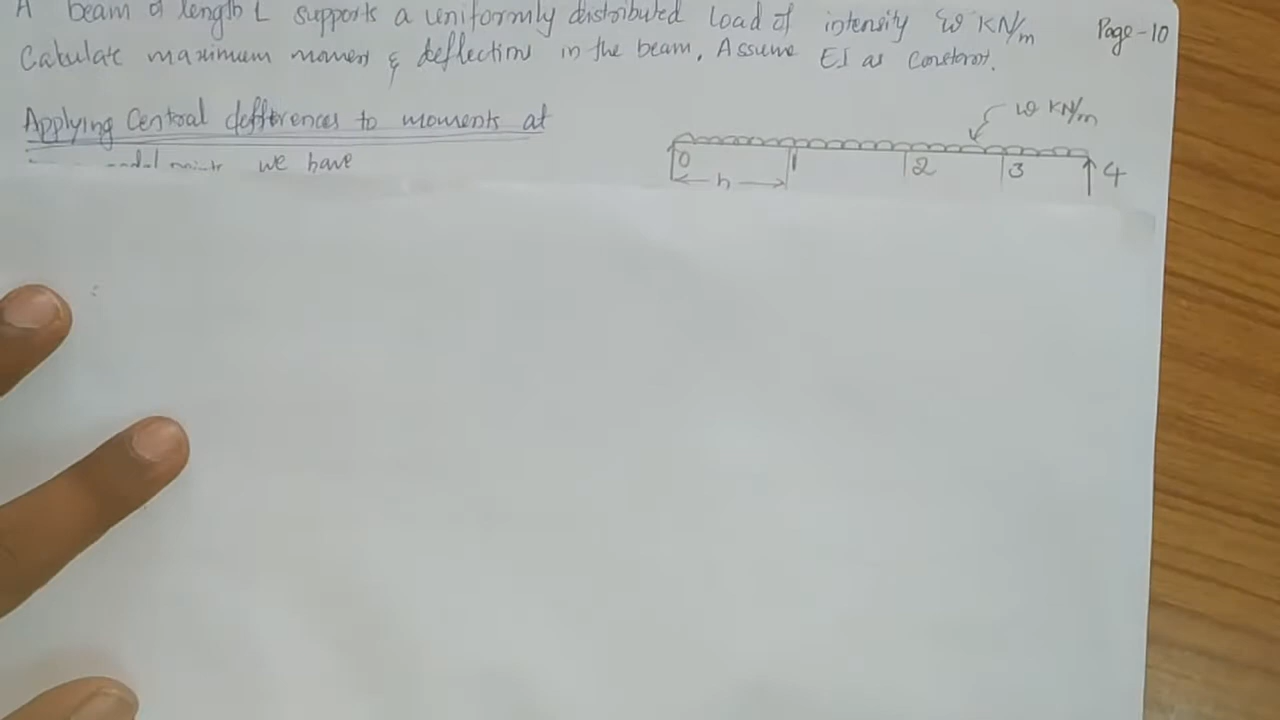 A beam of length L supports a uniformly distributed load of intensity w KN/m
Page-10
Calculate maximum moment & deflection in the beam, Assume EI as constant.
Applying Central differences to moments at
we have
w KN/m
0 1 2 3 4
h